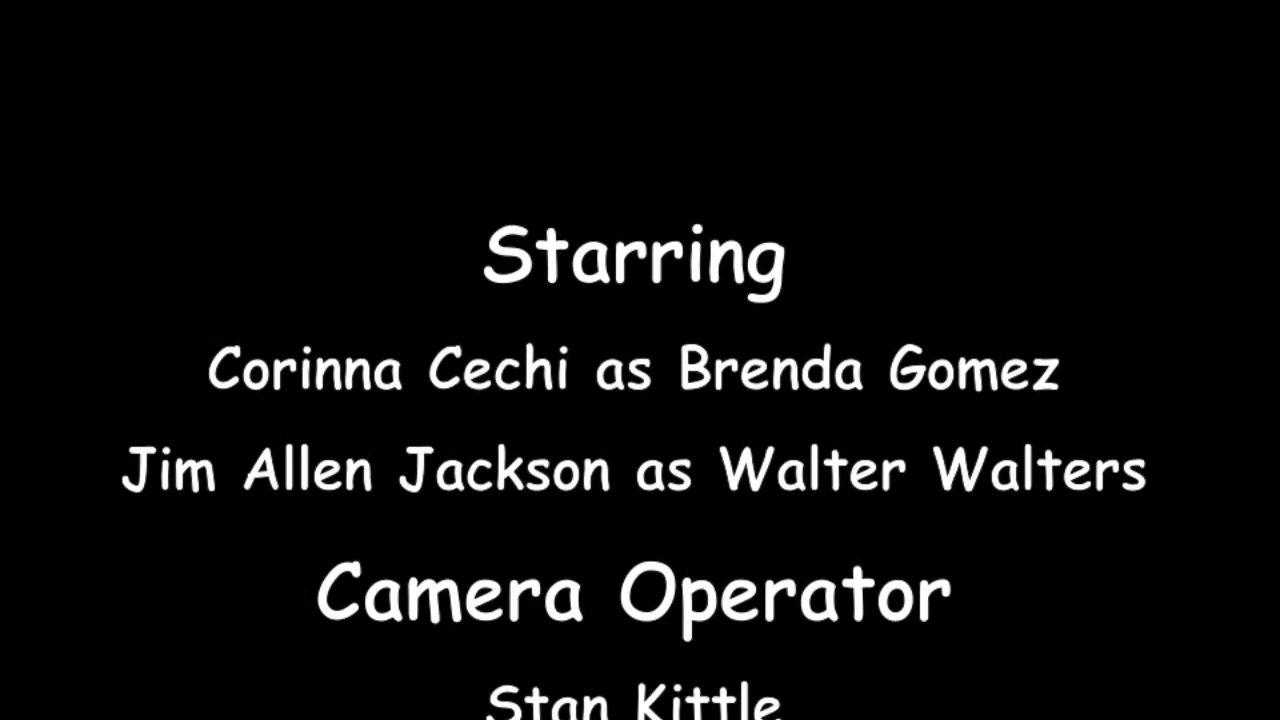 Starring
Corinna Cechi as Brenda Gomez
Jim Allen Jackson as Walter Walters
Camera Operator
Stan Kittle